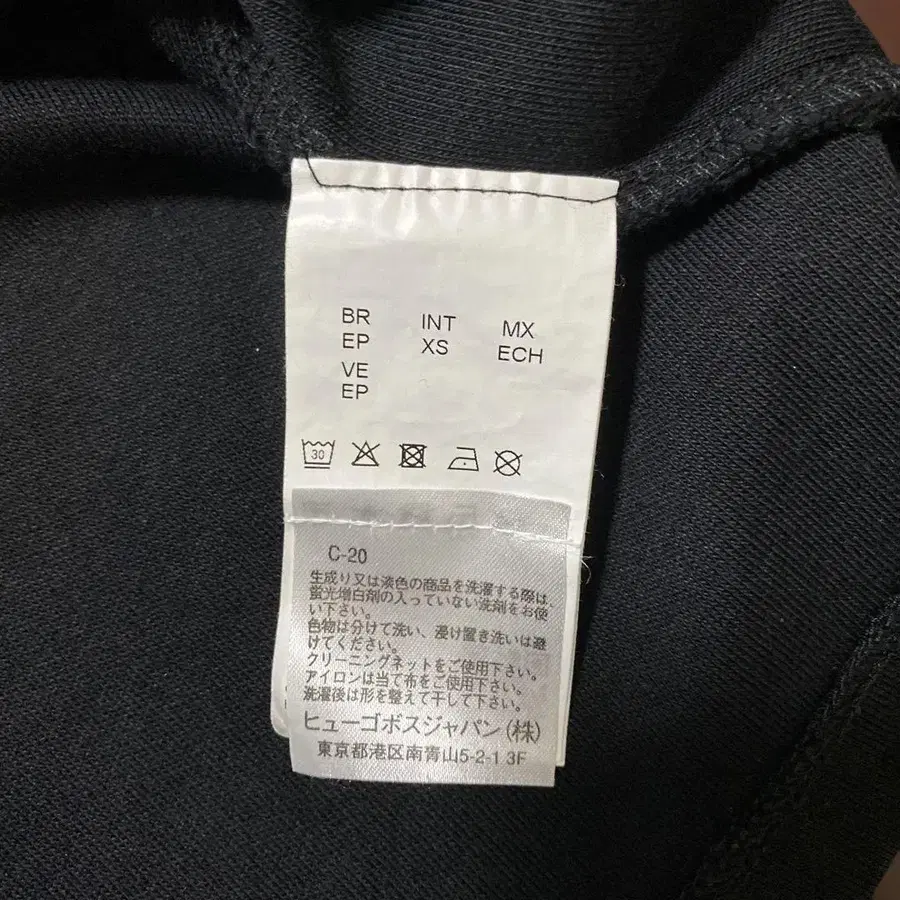 BR INT MX
EP XS ECH
VE
EP
30
C-20
生成り又は淡色の商品を洗濯する際は、
蛍光増白剤の入っていない洗剤をお使
い下さい。
色物は分けて洗い、浸け置き洗いは避
けてください。
クリーニングネットをご使用下さい。
アイロンは当て布をご使用下さい。
洗濯後は形を整えて干して下さい。
ヒューゴボスジャパン(株)
東京都港区南青山5-2-1 3F